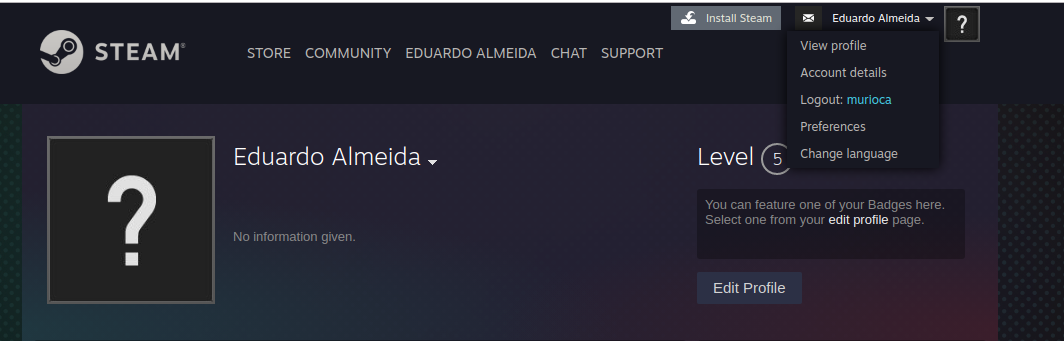 Install Steam
Eduardo Almeida
?
STEAM®
STORE COMMUNITY EDUARDO ALMEIDA CHAT SUPPORT
View profile
Account details
Logout: murioca
Preferences
Change language
?
Eduardo Almeida
No information given.
Level 5
You can feature one of your Badges here.
Select one from your edit profile page.
Edit Profile